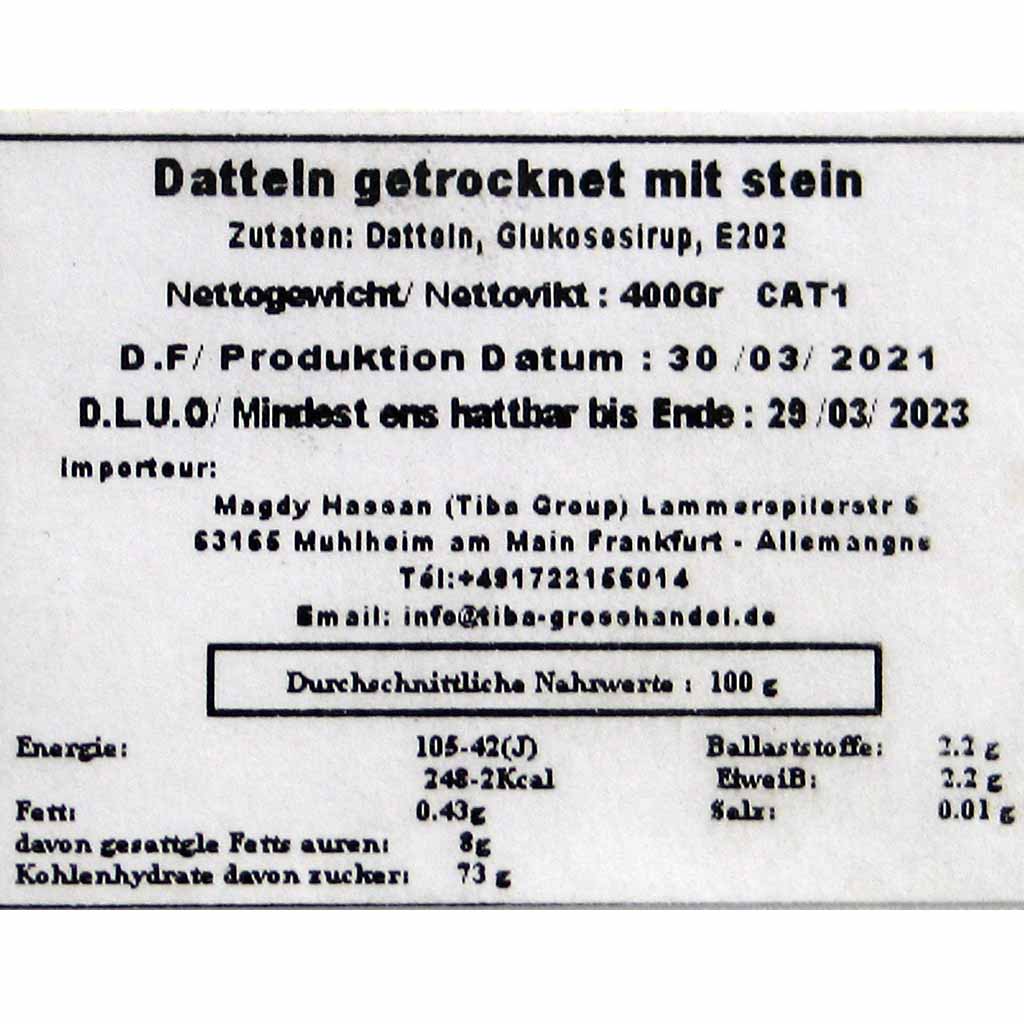 Datteln getrocknet mit stein
Zutaten: Datteln, Glukosesirup, E202
Nettogewicht/ Nettovikt : 400Gr CAT1
D.F/ Produktion Datum : 30 /03/ 2021
D.L.U.O/ Mindest ens hattbar bis Ende : 29 /03/ 2023
Importeur:
Magdy Hassan (Tiba Group) Lammerspilerstr 6
63165 Muhlheim am Main Frankfurt - Allemangne
Tél:+491722155014
Email: info@tiba-grosshandel.de
Durchschnittliche Nahrwerte : 100 g
Energie: 105-42(J) Ballaststoffe: 2.2 g
248-2Kcal EiweiB: 2.2 g
Fett: 0.43g Salz: 0.01 g
davon gesattgle Fetts auren: 8g
Kohlenhydrate davon zucker: 73 g